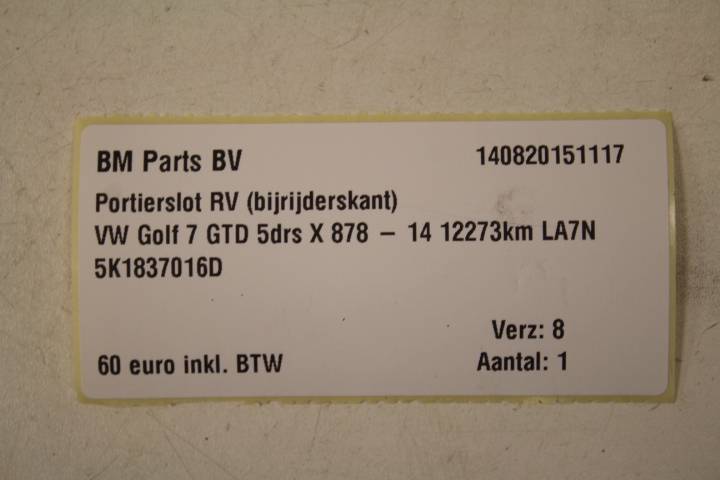 BM Parts BV 140820151117
Portierslot RV (bijrijderskant)
VW Golf 7 GTD 5drs X 878 – 14 12273km LA7N
5K1837016D
Verz: 8
60 euro inkl. BTW Aantal: 1